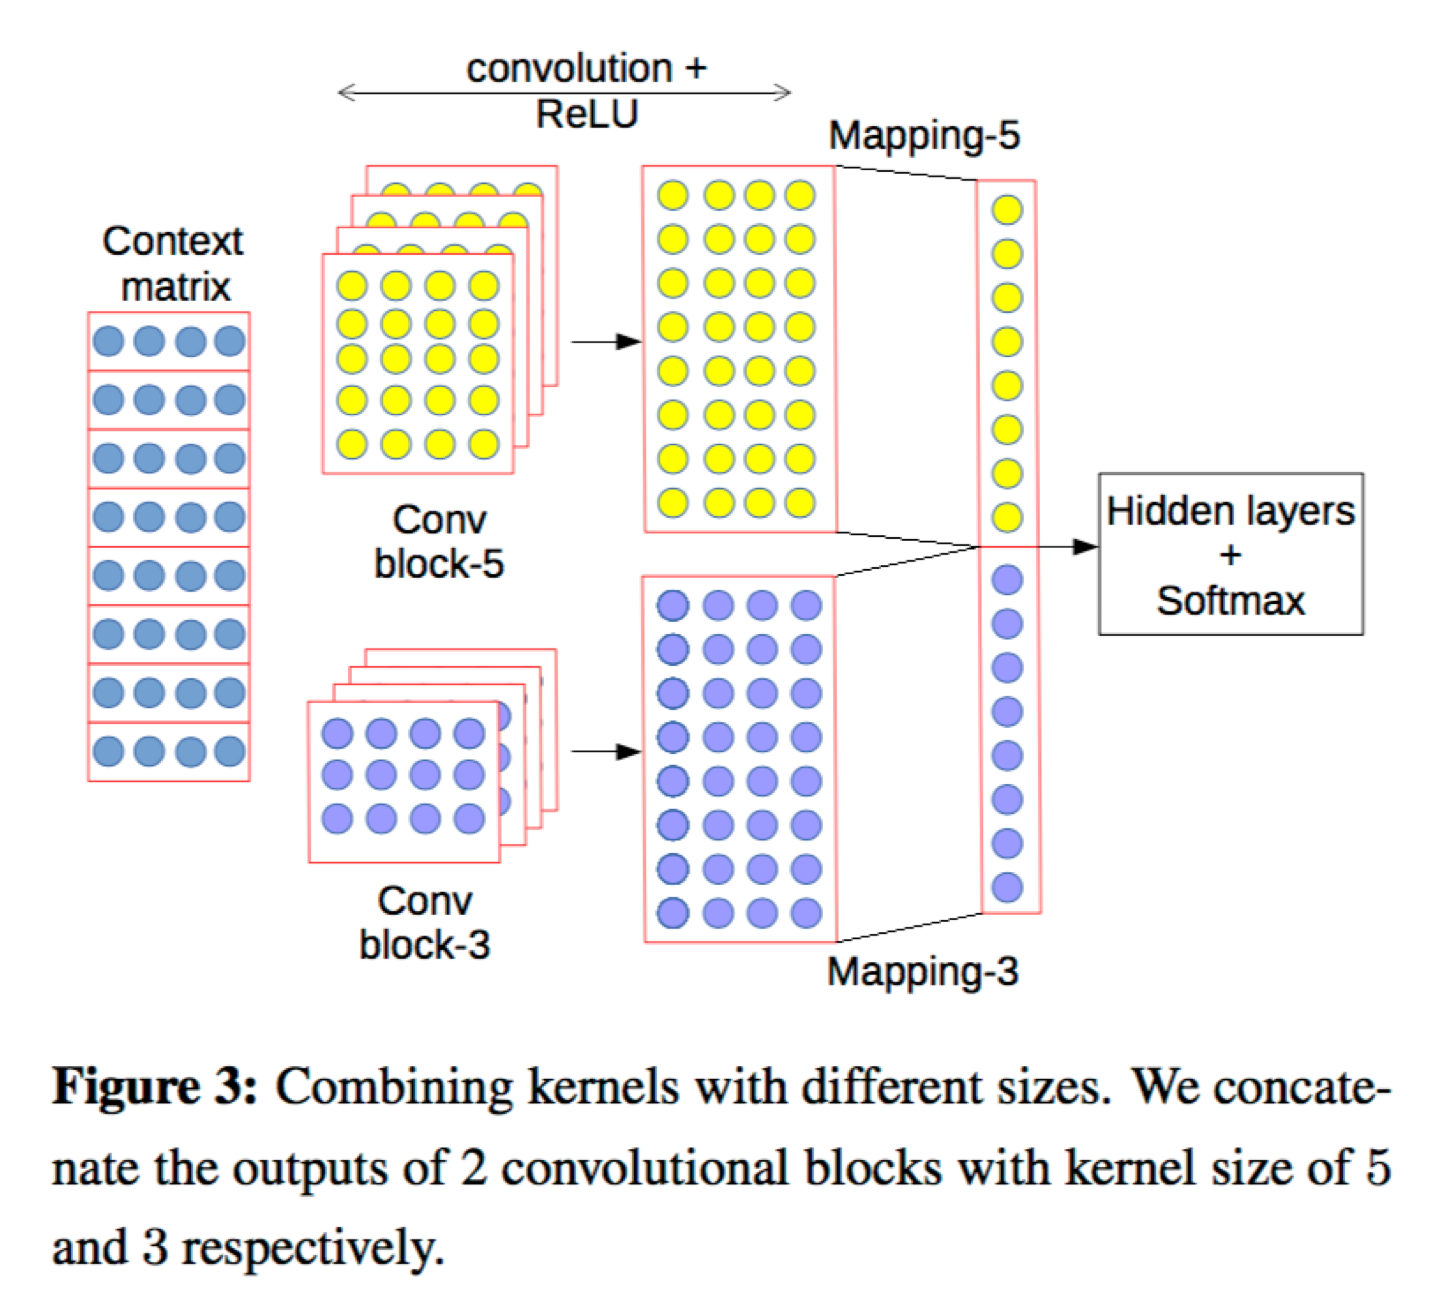 convolution +
ReLU
Mapping-5
Context
matrix
Conv
block-5
Hidden layers
+
Softmax
Conv
block-3
Mapping-3
Figure 3: Combining kernels with different sizes. We concate-
nate the outputs of 2 convolutional blocks with kernel size of 5
and 3 respectively.